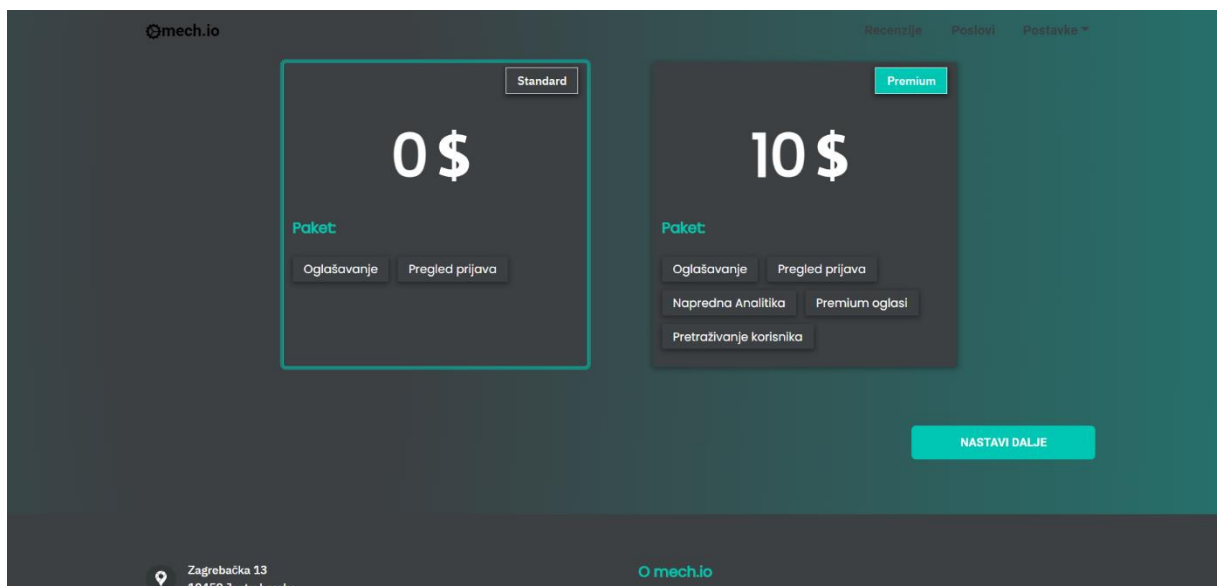 mech.io
Recenzije Poslovi Postavke
Standard
0 $
Paket:
Oglašavanje Pregled prijava
Premium
10 $
Paket:
Oglašavanje Pregled prijava
Napredna Analitika Premium oglasi
Pretraživanje korisnika
NASTAVI DALJE
Zagrebačka 13
O mech.io